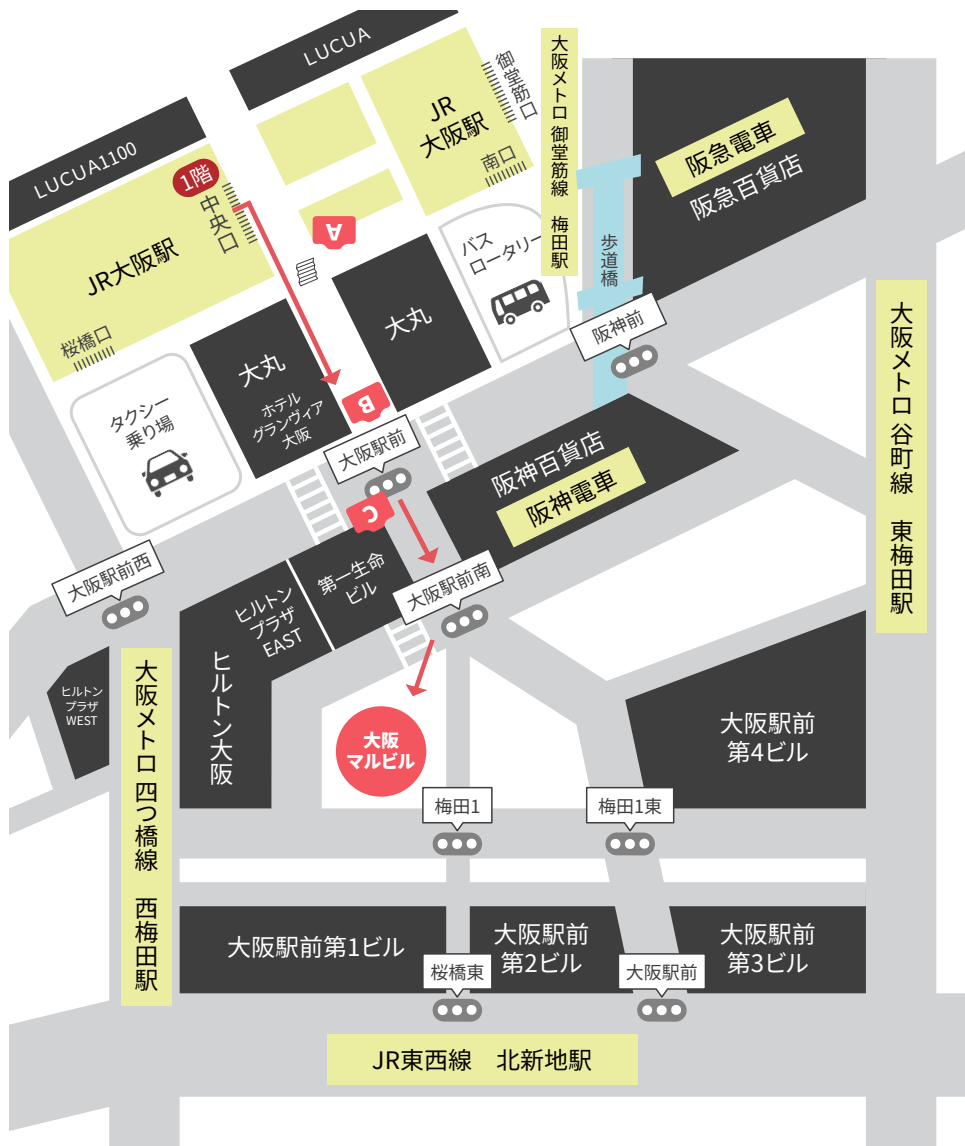 LUCUA
LUCUA1100
JR
大阪駅
御堂筋口
南口
大阪メトロ 御堂筋線 梅田駅
阪急電車
阪急百貨店
1階
中央口
JR大阪駅
桜橋口
A
バス
ロータリー
歩道橋
阪神前
大丸
大丸
ホテル
グランヴィア
大阪
B
タクシー
乗り場
大阪駅前
C
阪神百貨店
阪神電車
大阪メトロ 谷町線 東梅田駅
大阪駅前西
第一生命
ビル
大阪駅前南
ヒルトン
プラザ
EAST
ヒルトン大阪
ヒルトン
プラザ
WEST
大阪メトロ 四つ橋線 西梅田駅
大阪
マルビル
大阪駅前
第4ビル
梅田1
梅田1東
大阪駅前第1ビル
大阪駅前
第2ビル
大阪駅前
第3ビル
桜橋東
大阪駅前
JR東西線 北新地駅